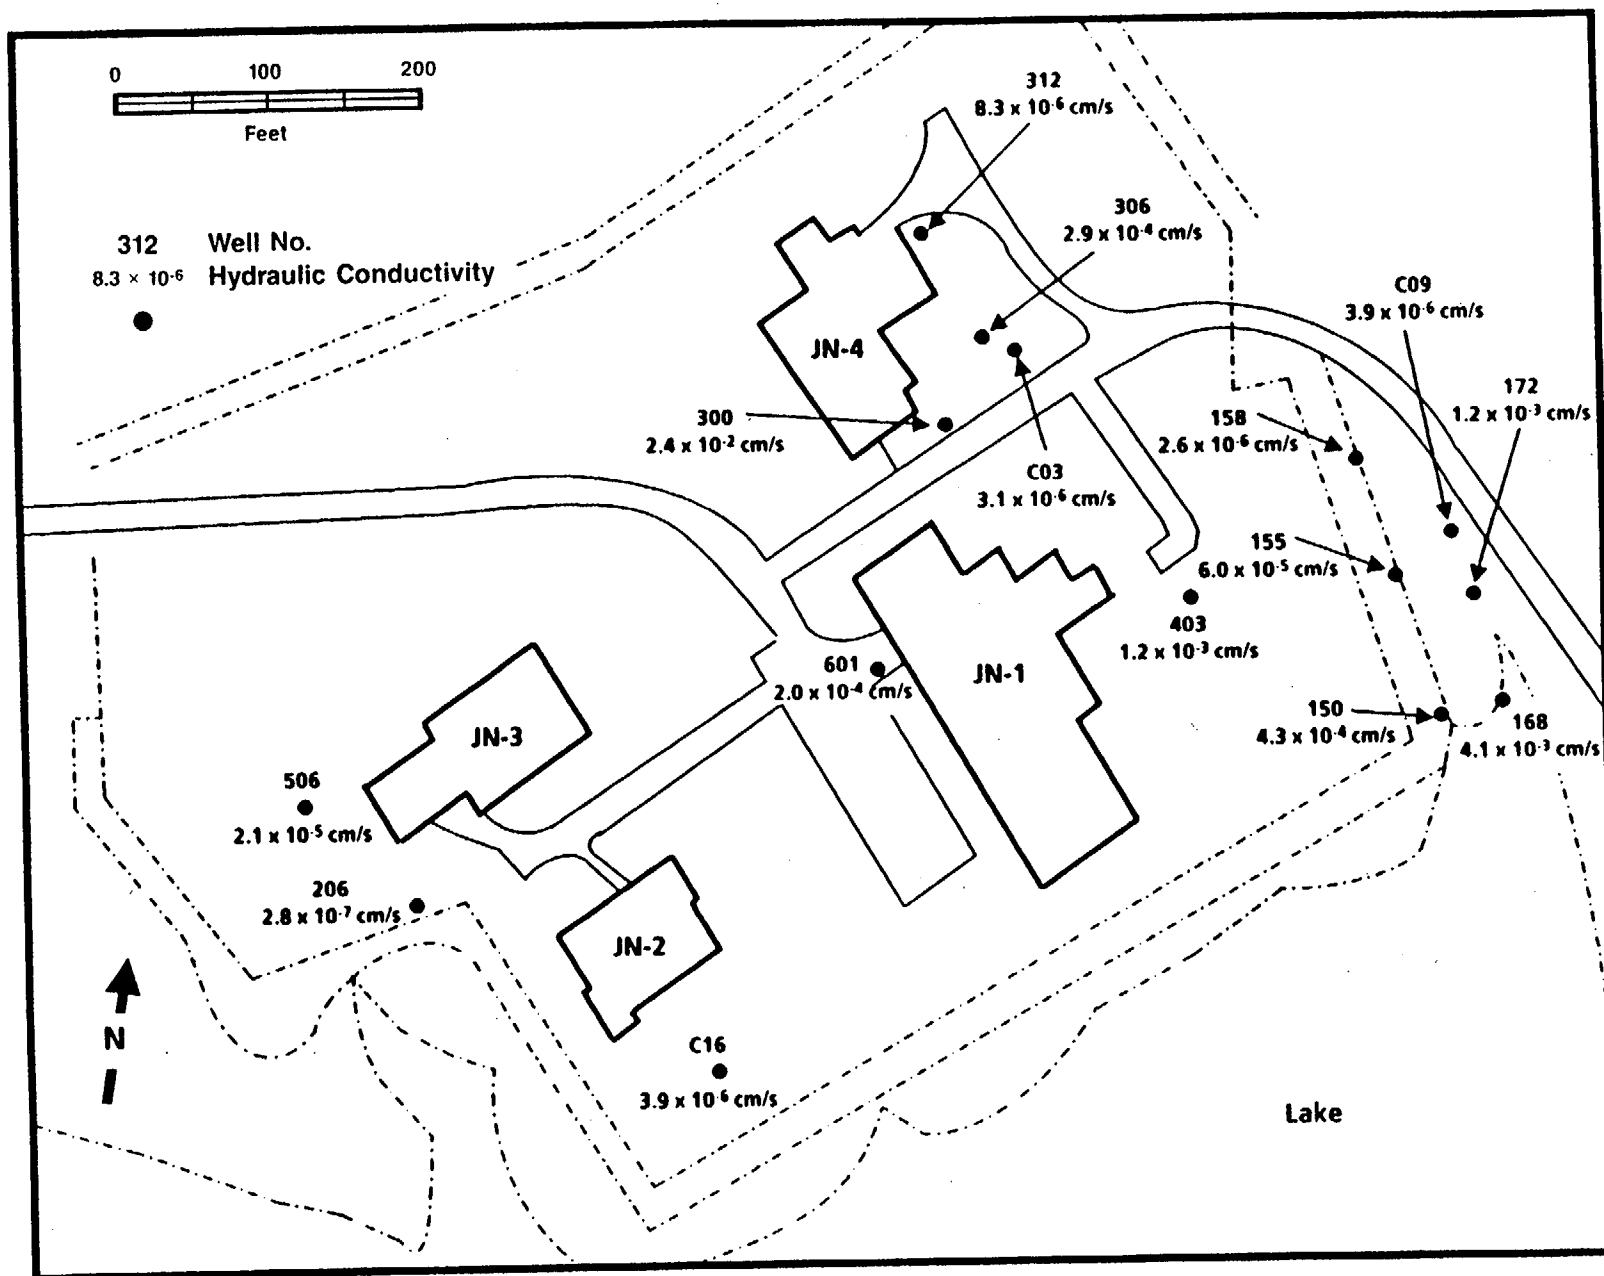 0 100 200
Feet
312 Well No.
8.3 × 10⁻⁶ Hydraulic Conductivity
312
8.3 x 10⁻⁶ cm/s
306
2.9 x 10⁻⁴ cm/s
C09
3.9 x 10⁻⁶ cm/s
JN-4
172
1.2 x 10⁻³ cm/s
300
2.4 x 10⁻² cm/s
158
2.6 x 10⁻⁶ cm/s
C03
3.1 x 10⁻⁶ cm/s
155
6.0 x 10⁻⁵ cm/s
403
1.2 x 10⁻³ cm/s
601
2.0 x 10⁻⁴ cm/s
JN-1
150
4.3 x 10⁻⁴ cm/s
168
4.1 x 10⁻³ cm/s
JN-3
506
2.1 x 10⁻⁵ cm/s
206
2.8 x 10⁻⁷ cm/s
JN-2
N
C16
3.9 x 10⁻⁶ cm/s
Lake